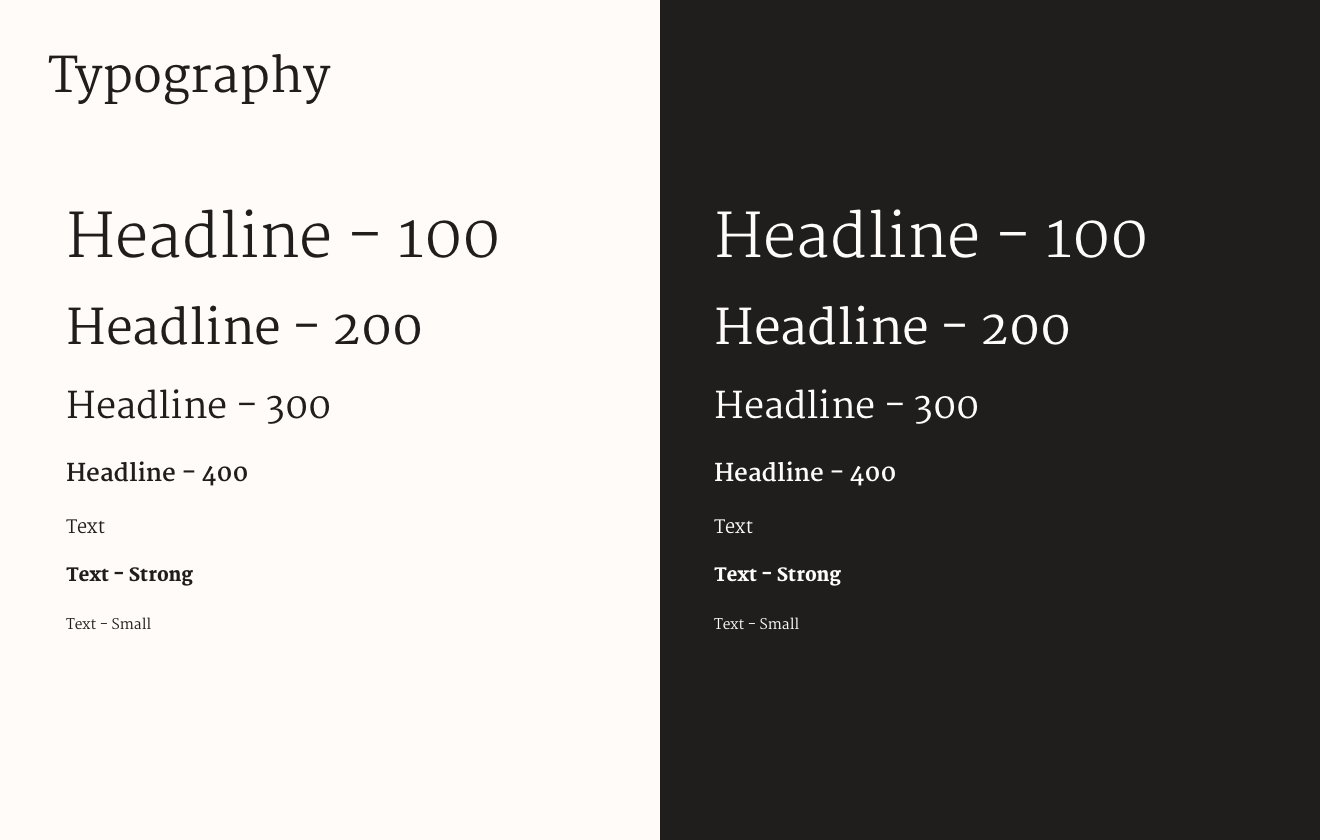 Typography
Headline – 100
Headline – 200
Headline – 300
Headline – 400
Text
Text – Strong
Text – Small
Headline – 100
Headline – 200
Headline – 300
Headline – 400
Text
Text – Strong
Text – Small